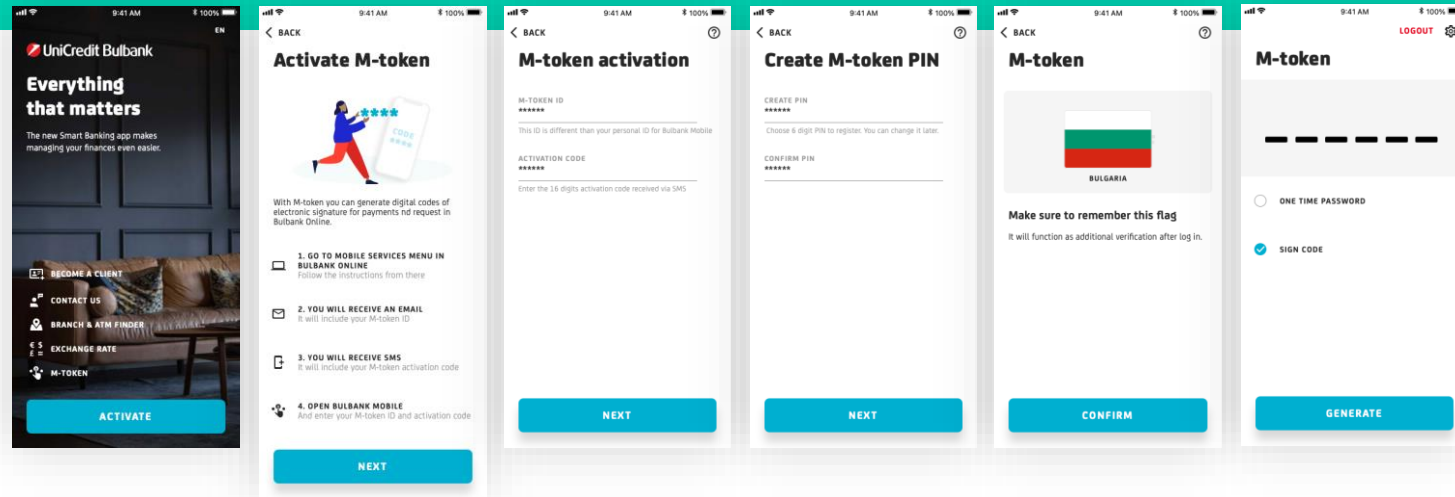 9:41 AM
100%
EN
UniCredit Bulbank
Everything
that matters
The new Smart Banking app makes
managing your finances even easier.
BECOME A CLIENT
CONTACT US
BRANCH & ATM FINDER
€ $
£ =
EXCHANGE RATE
M-TOKEN
ACTIVATE
9:41 AM
100%
BACK
Activate M-token
****
CODE
****
With M-token you can generate digital codes of
electronic signature for payments nd request in
Bulbank Online.
1. GO TO MOBILE SERVICES MENU IN
BULBANK ONLINE
Follow the instructions from there
2. YOU WILL RECEIVE AN EMAIL
It will include your M-token ID
3. YOU WILL RECEIVE SMS
It will include your M-token activation code
4. OPEN BULBANK MOBILE
And enter your M-token ID and activation code
NEXT
9:41 AM
100%
BACK
?
M-token activation
M-TOKEN ID
******
This ID is different than your personal ID for Bulbank Mobile
ACTIVATION CODE
******
Enter the 16 digits activation code received via SMS
NEXT
9:41 AM
100%
BACK
?
Create M-token PIN
CREATE PIN
******
Choose 6 digit PIN to register. You can change it later.
CONFIRM PIN
******
NEXT
9:41 AM
100%
BACK
?
M-token
BULGARIA
Make sure to remember this flag
It will function as additional verification after log in.
CONFIRM
9:41 AM
100%
LOGOUT
M-token
ONE TIME PASSWORD
SIGN CODE
GENERATE